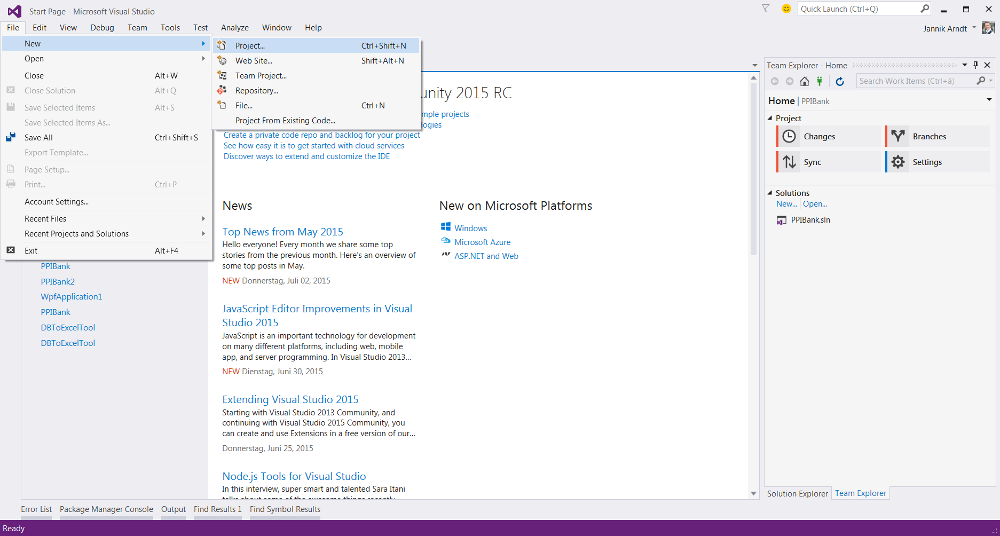 Start Page - Microsoft Visual Studio
Quick Launch (Ctrl+Q)
File Edit View Debug Team Tools Test Analyze Window Help
Jannik Arndt
New
Open
Close Alt+W
Close Solution Alt+Q
Save Selected Items Alt+S
Save Selected Items As...
Save All Ctrl+Shift+S
Export Template...
Page Setup...
Print... Ctrl+P
Account Settings...
Recent Files
Recent Projects and Solutions
Exit Alt+F4
Project... Ctrl+Shift+N
Web Site... Shift+Alt+N
Team Project...
Repository...
File... Ctrl+N
Project From Existing Code...
PPIBank
PPIBank2
WpfApplication1
PPIBank
DBToExcelTool
DBToExcelTool
unity 2015 RC
mple projects
logies
Create a private code repo and backlog for your project
See how easy it is to get started with cloud services
Discover ways to extend and customize the IDE
News
Top News from May 2015
Hello everyone! Every month we share some top
stories from the previous month. Here's an overview of
some top posts in May.
NEW Donnerstag, Juli 02, 2015
JavaScript Editor Improvements in Visual
Studio 2015
JavaScript is an important technology for development
on many different platforms, including web, mobile
app, and server programming. In Visual Studio 2013...
NEW Dienstag, Juni 30, 2015
Extending Visual Studio 2015
Starting with Visual Studio 2013 Community, and
continuing with Visual Studio 2015 Community, you
can create and use Extensions in a free version of our...
Donnerstag, Juni 25, 2015
Node.js Tools for Visual Studio
In this interview, super smart and talented Sara Itani
talks about some of the awesome things recently
New on Microsoft Platforms
Windows
Microsoft Azure
ASP.NET and Web
Team Explorer - Home
Search Work Items (Ctrl+ä)
Home | PPIBank
Project
Changes
Branches
Sync
Settings
Solutions
New... | Open...
PPIBank.sln
Solution Explorer Team Explorer
Error List Package Manager Console Output Find Results 1 Find Symbol Results
Ready